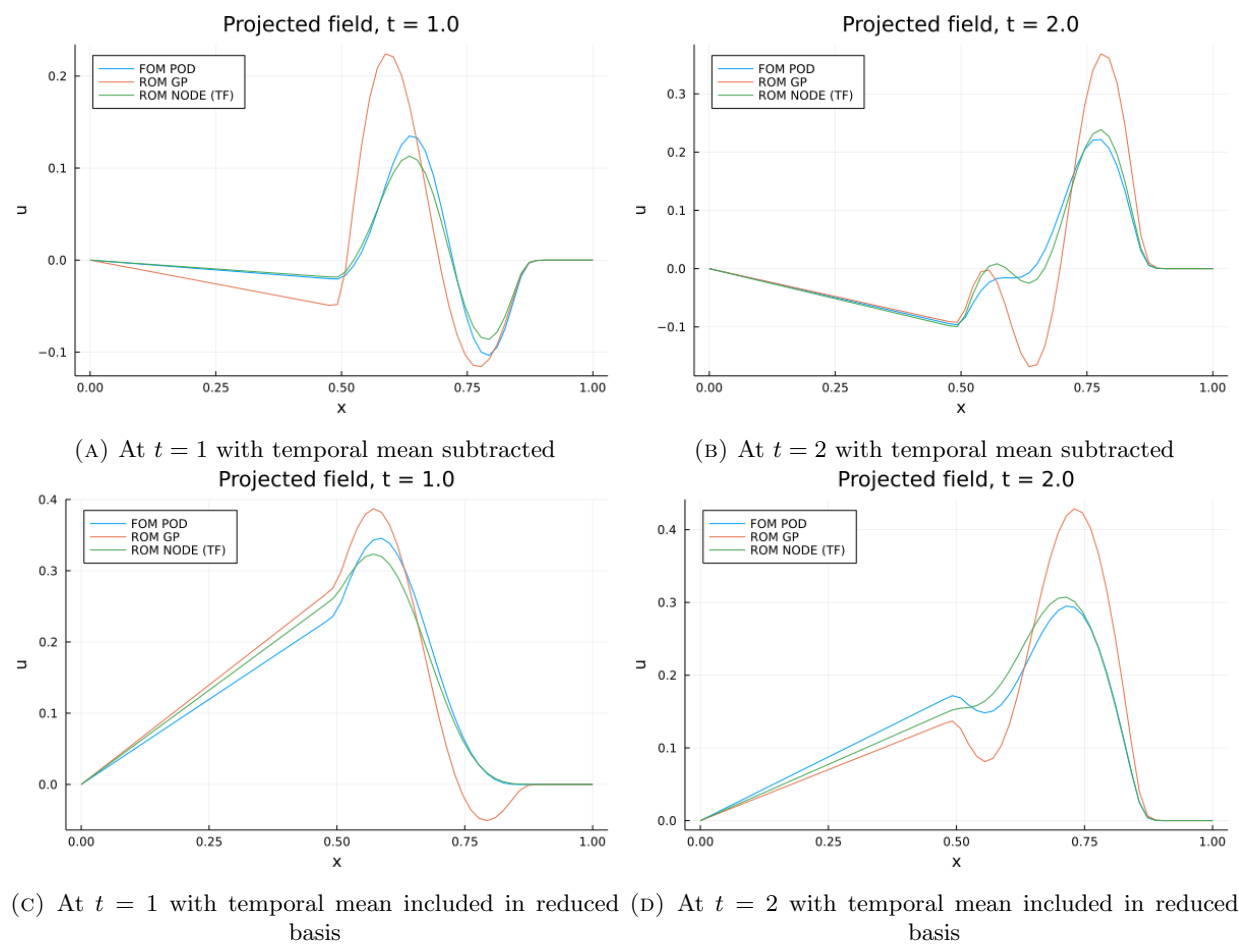 Projected field, t = 1.0
FOM POD
ROM GP
ROM NODE (TF)
0.2
0.1
0.0
−0.1
u
0.00 0.25 0.50 0.75 1.00
x
(A) At t = 1 with temporal mean subtracted
Projected field, t = 2.0
FOM POD
ROM GP
ROM NODE (TF)
0.3
0.2
0.1
0.0
−0.1
u
0.00 0.25 0.50 0.75 1.00
x
(B) At t = 2 with temporal mean subtracted
Projected field, t = 1.0
FOM POD
ROM GP
ROM NODE (TF)
0.4
0.3
0.2
0.1
0.0
u
0.00 0.25 0.50 0.75 1.00
x
(C) At t = 1 with temporal mean included in reduced
basis
Projected field, t = 2.0
FOM POD
ROM GP
ROM NODE (TF)
0.4
0.3
0.2
0.1
0.0
u
0.00 0.25 0.50 0.75 1.00
x
(D) At t = 2 with temporal mean included in reduced
basis